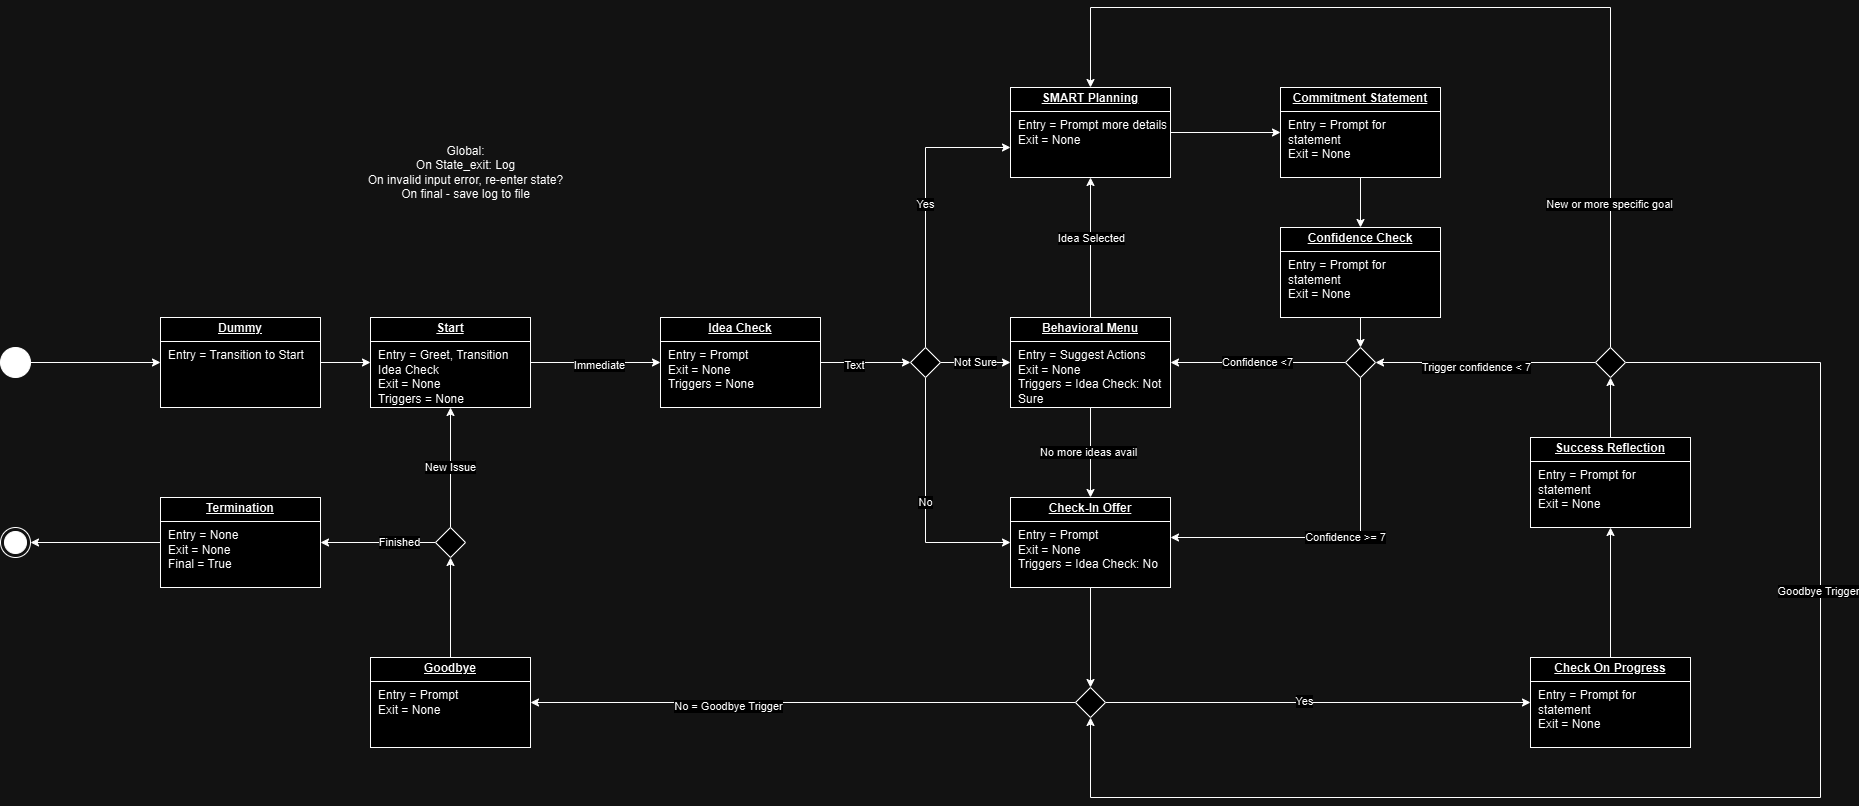 SMART Planning
Entry = Prompt more details
Exit = None
Commitment Statement
Entry = Prompt for
statement
Exit = None
Global:
On State_exit: Log
On invalid input error, re-enter state?
On final - save log to file
Yes
New or more specific goal
Idea Selected
Confidence Check
Entry = Prompt for
statement
Exit = None
Dummy
Entry = Transition to Start
Start
Entry = Greet, Transition
Idea Check
Exit = None
Triggers = None
Immediate
Idea Check
Entry = Prompt
Exit = None
Triggers = None
Text
Not Sure
Behavioral Menu
Entry = Suggest Actions
Exit = None
Triggers = Idea Check: Not
Sure
Confidence <7
Trigger confidence < 7
New Issue
No more ideas avail
Success Reflection
Entry = Prompt for
statement
Exit = None
No
Termination
Entry = None
Exit = None
Final = True
Finished
Check-In Offer
Entry = Prompt
Exit = None
Triggers = Idea Check: No
Confidence >= 7
Goodbye Trigger
Goodbye
Entry = Prompt
Exit = None
No = Goodbye Trigger
Yes
Check On Progress
Entry = Prompt for
statement
Exit = None